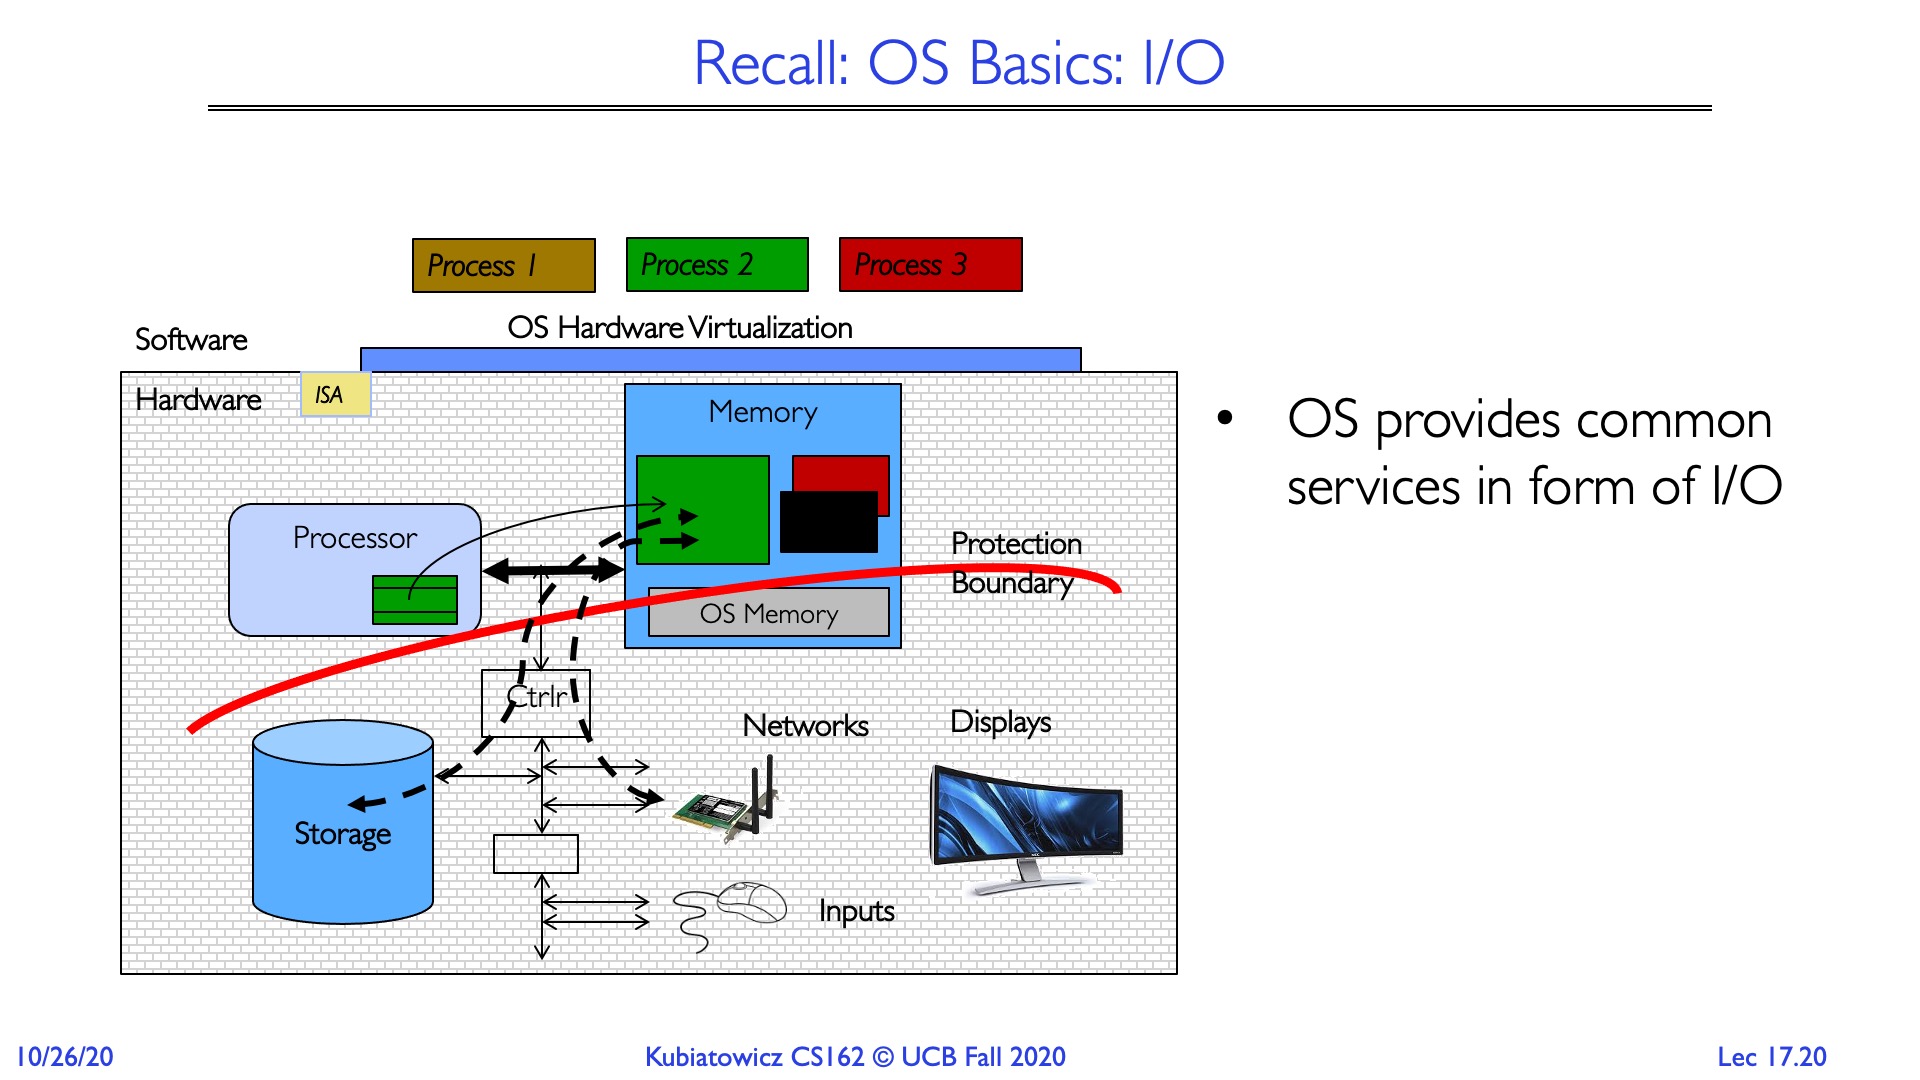 Recall: OS Basics: I/O
Process 1
Process 2
Process 3
OS Hardware Virtualization
Software
Hardware
ISA
Memory
Processor
Protection
Boundary
OS Memory
Ctrlr
Networks
Displays
Storage
Inputs
• OS provides common
services in form of I/O
10/26/20
Kubiatowicz CS162 © UCB Fall 2020
Lec 17.20